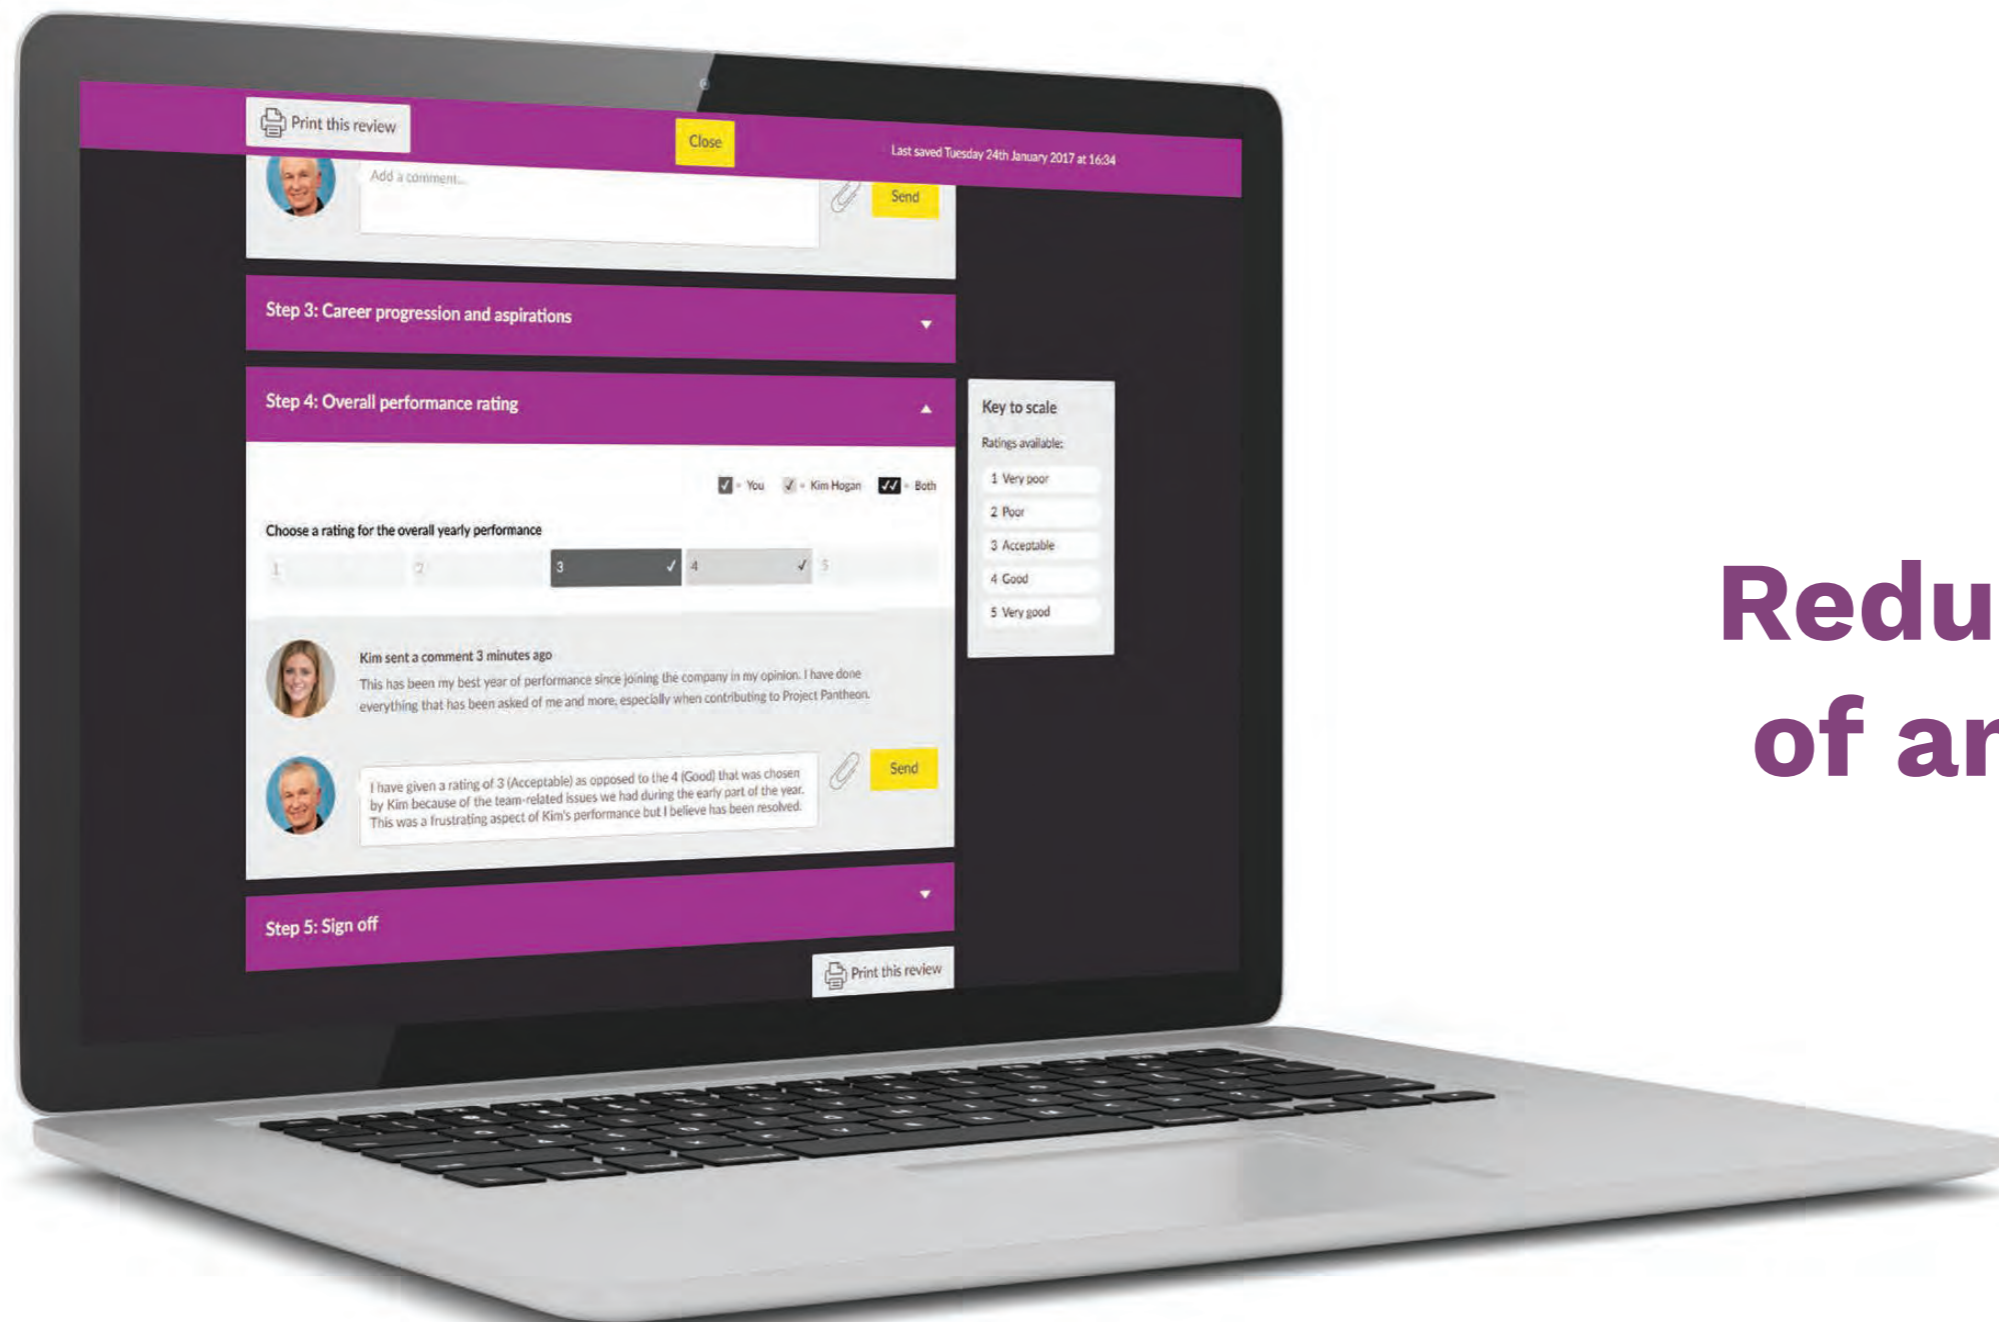 Print this review
Close
Last saved Tuesday 24th January 2017 at 16:34
Add a comment...
Send
Step 3: Career progression and aspirations
Step 4: Overall performance rating
= You = Kim Hogan = Both
Choose a rating for the overall yearly performance
1 2 3 4 5
Kim sent a comment 3 minutes ago
This has been my best year of performance since joining the company in my opinion. I have done
everything that has been asked of me and more, especially when contributing to Project Pantheon.
I have given a rating of 3 (Acceptable) as opposed to the 4 (Good) that was chosen
by Kim because of the team-related issues we had during the early part of the year.
This was a frustrating aspect of Kim's performance but I believe has been resolved.
Send
Step 5: Sign off
Print this review
Key to scale
Ratings available:
1 Very poor
2 Poor
3 Acceptable
4 Good
5 Very good
Redu
of an